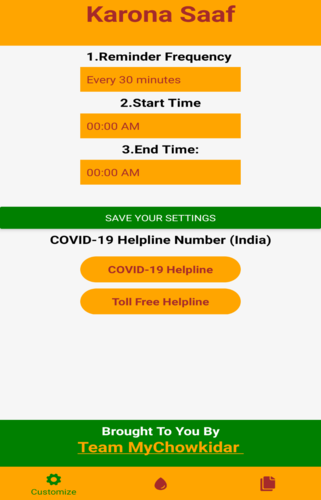 Karona Saaf
1.Reminder Frequency
Every 30 minutes
2.Start Time
00:00 AM
3.End Time:
00:00 AM
SAVE YOUR SETTINGS
COVID-19 Helpline Number (India)
COVID-19 Helpline
Toll Free Helpline
Brought To You By
Team MyChowkidar
Customize